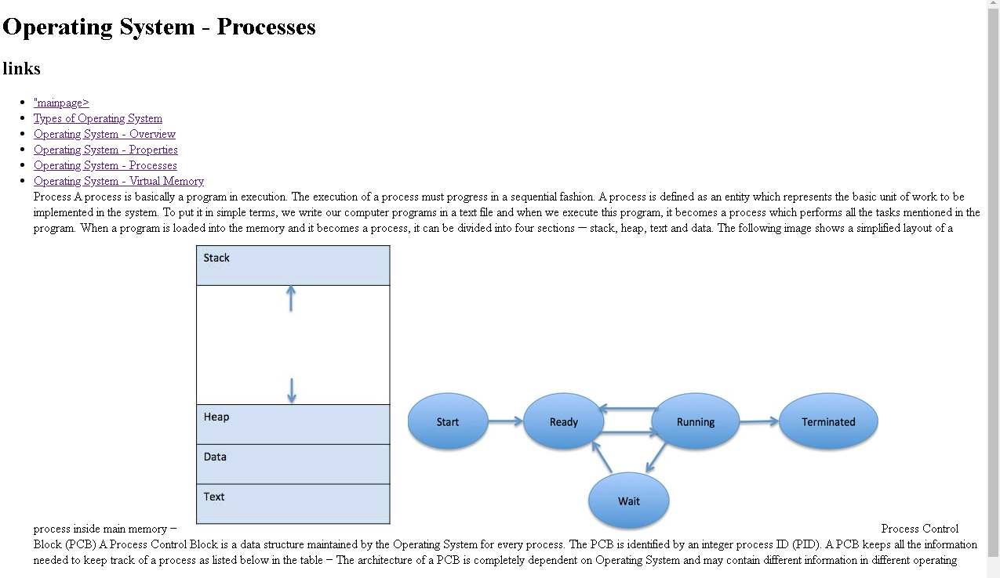 Operating System - Processes
links
"mainpage>
Types of Operating System
Operating System - Overview
Operating System - Properties
Operating System - Processes
Operating System - Virtual Memory
Process A process is basically a program in execution. The execution of a process must progress in a sequential fashion. A process is defined as an entity which represents the basic unit of work to be
implemented in the system. To put it in simple terms, we write our computer programs in a text file and when we execute this program, it becomes a process which performs all the tasks mentioned in the
program. When a program is loaded into the memory and it becomes a process, it can be divided into four sections ─ stack, heap, text and data. The following image shows a simplified layout of a
Stack
Heap
Data
Text
Start
Ready
Running
Terminated
Wait
process inside main memory −
Process Control
Block (PCB) A Process Control Block is a data structure maintained by the Operating System for every process. The PCB is identified by an integer process ID (PID). A PCB keeps all the information
needed to keep track of a process as listed below in the table − The architecture of a PCB is completely dependent on Operating System and may contain different information in different operating